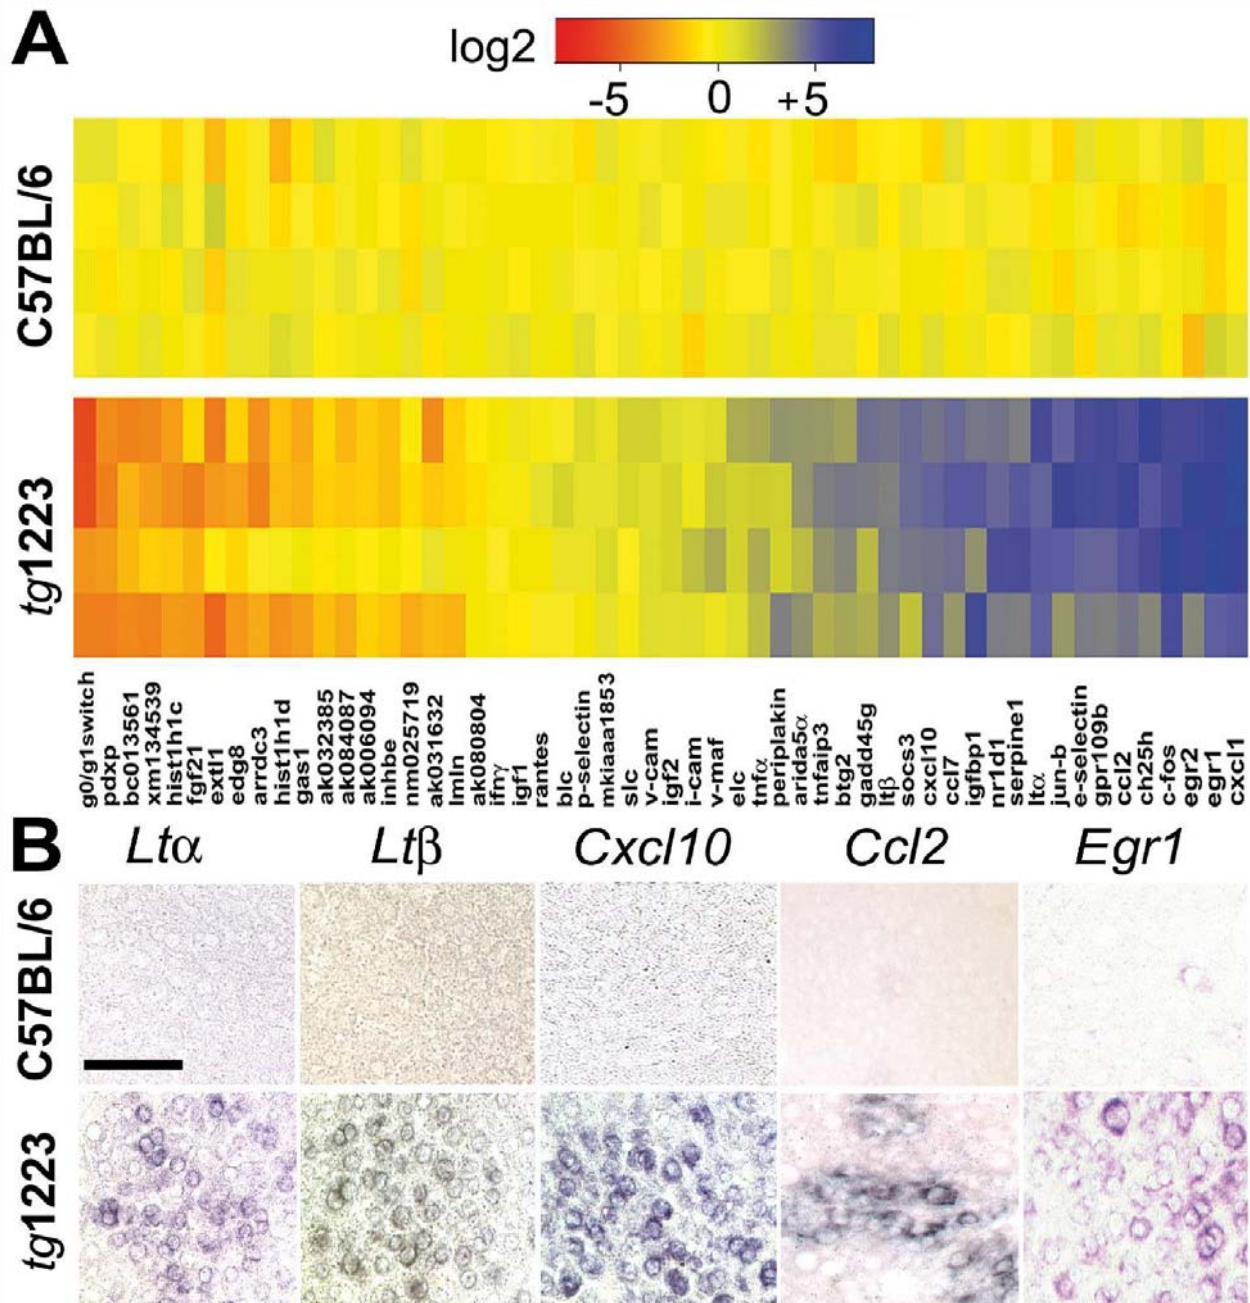 A
log2
-5 0 +5
C57BL/6
tg1223
g0/g1switch
pdxp
bc013561
xm134539
hist1h1c
fgf21
extl1
edg8
arrdc3
hist1h1d
gas1
ak032385
ak084087
ak006094
inhbe
nm025719
ak031632
lmln
ak080804
ifnγ
igf1
rantes
blc
p-selectin
mkiaaa1853
slc
v-cam
igf2
i-cam
v-maf
elc
tnfα
periplakin
arida5α
tnfaip3
btg2
gadd45g
ltβ
socs3
cxcl10
ccl7
igfbp1
nr1d1
serpine1
ltα
jun-b
e-selectin
gpr109b
ccl2
ch25h
c-fos
egr2
egr1
cxcl1
B
Ltα Ltβ Cxcl10 Ccl2 Egr1
C57BL/6
tg1223